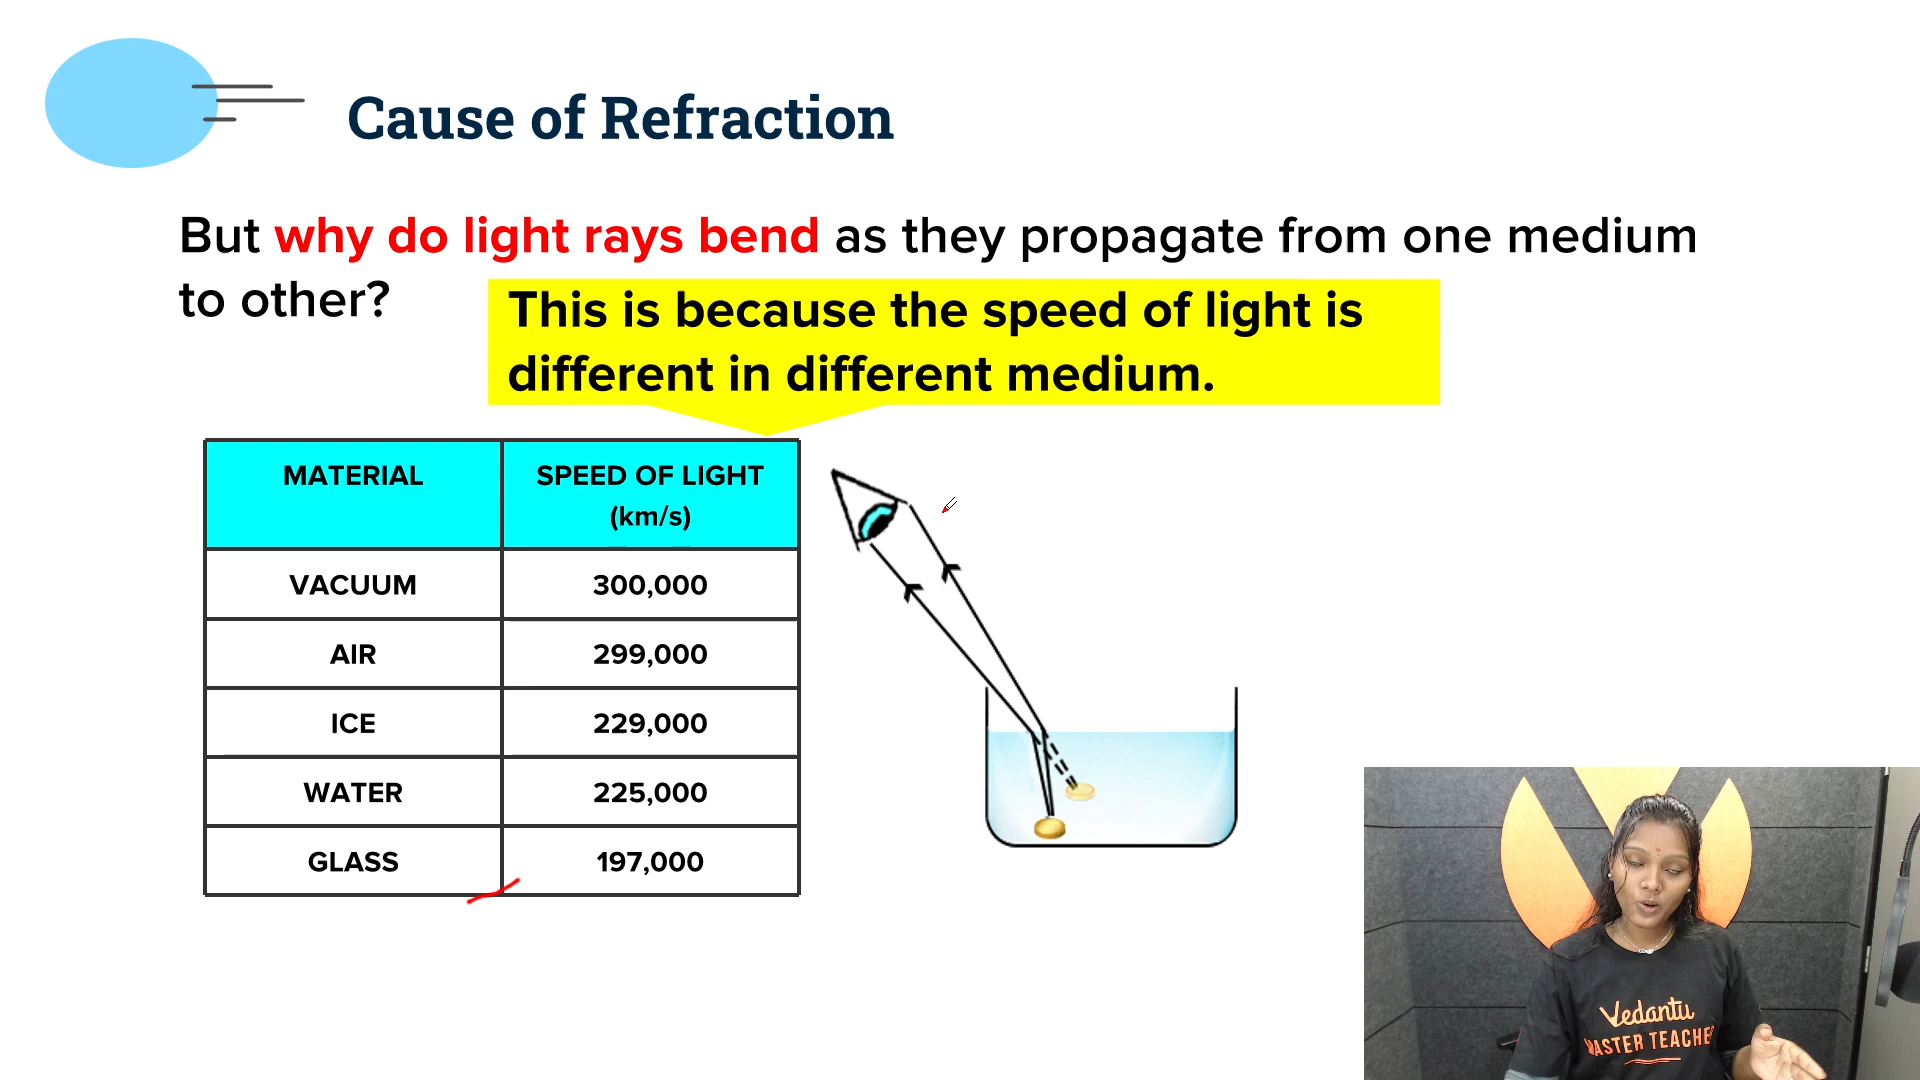 Cause of Refraction
But why do light rays bend as they propagate from one medium
to other?
This is because the speed of light is
different in different medium.
MATERIAL
SPEED OF LIGHT
(km/s)
VACUUM
300,000
AIR
299,000
ICE
229,000
WATER
225,000
GLASS
197,000
Vedantu
MASTER TEACHER